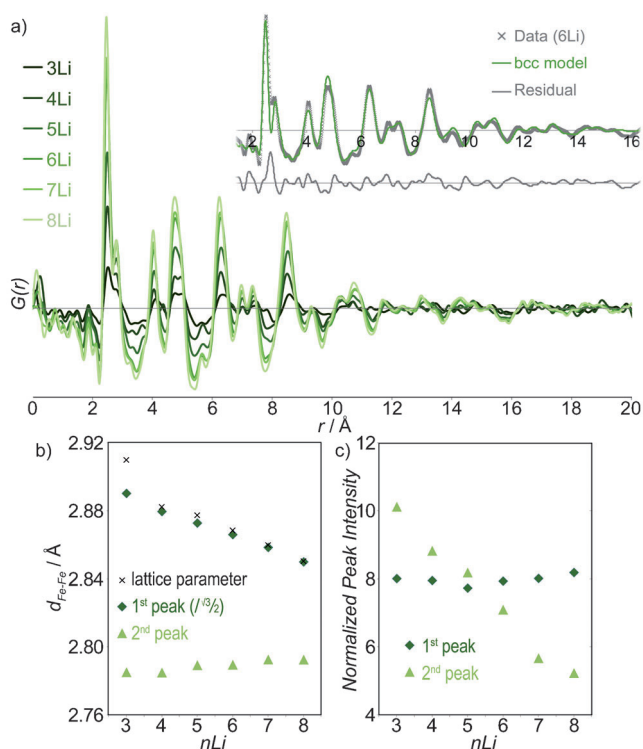 a)
3Li
4Li
5Li
6Li
7Li
8Li
Data (6Li)
bcc model
Residual
2 4 6 8 10 12 14 16
G(r)
0 2 4 6 8 10 12 14 16 18 20
r / Å
b)
2.92
2.88
2.84
2.80
2.76
d Fe-Fe / Å
× lattice parameter
1st peak (/√3/2)
2nd peak
3 4 5 6 7 8
nLi
c)
12
10
8
6
4
Normalized Peak Intensity
1st peak
2nd peak
3 4 5 6 7 8
nLi